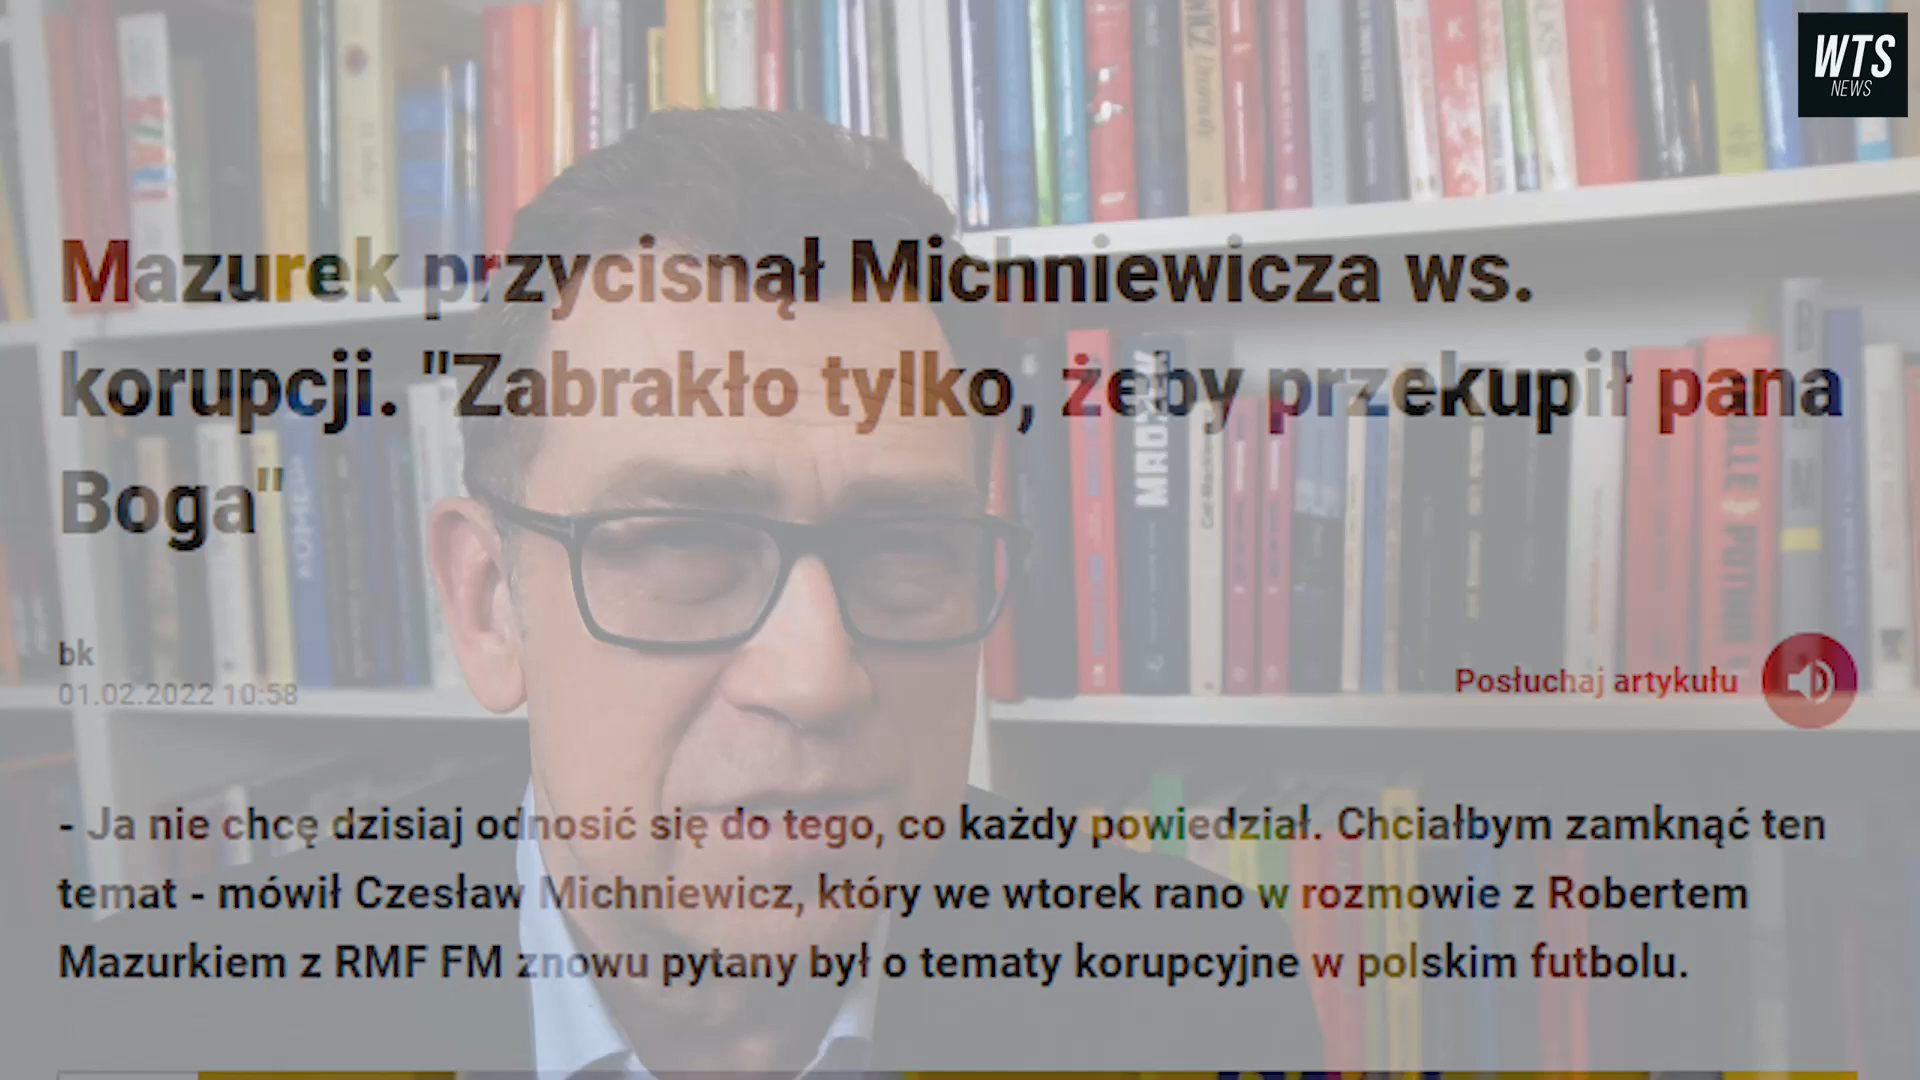 WTS
NEWS
Mazurek przycisnął Michniewicza ws.
korupcji. "Zabrakło tylko, żeby przekupił pana
Boga"
MROŻEK
bk
01.02.2022 10:58
Posłuchaj artykułu
- Ja nie chcę dzisiaj odnosić się do tego, co każdy powiedział. Chciałbym zamknąć ten
temat - mówił Czesław Michniewicz, który we wtorek rano w rozmowie z Robertem
Mazurkiem z RMF FM znowu pytany był o tematy korupcyjne w polskim futbolu.